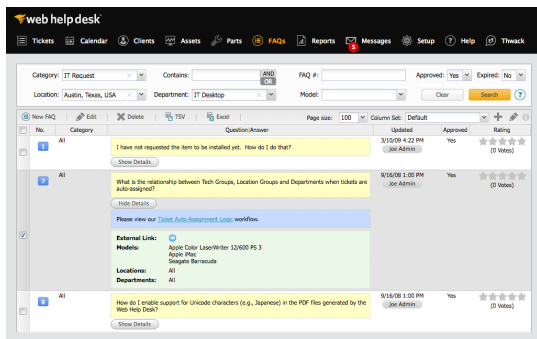 web help desk
Tickets Calendar Clients Assets Parts FAQs Reports Messages 5 Setup ? Help Thwack
Category: IT Request × Contains: AND OR FAQ #: Approved: Yes Expired: No
Location: Austin, Texas, USA × Department: IT Desktop × Model: Clear Search ?
New FAQ Edit Delete TSV Excel Page size: 100 Column Set: Default
No. Category Question|Answer Updated Approved Rating
1 All I have not requested the item to be installed yet. How do I do that? 3/10/09 4:22 PM Yes
Joe Admin (0 Votes)
Show Details
7 All What is the relationship between Tech Groups, Location Groups and Departments when tickets are 9/16/08 1:00 PM Yes
auto-assigned? Joe Admin (0 Votes)
Hide Details
Please view our Ticket Auto-Assignment Logic workflow.
External Link:
Models: Apple Color LaserWriter 12/600 PS 3
Apple iMac
Seagate Barracuda
Locations: All
Departments: All
8 All How do I enable support for Unicode characters (e.g., Japanese) in the PDF files generated by the 9/16/08 1:00 PM Yes
Web Help Desk? Joe Admin (0 Votes)
Show Details